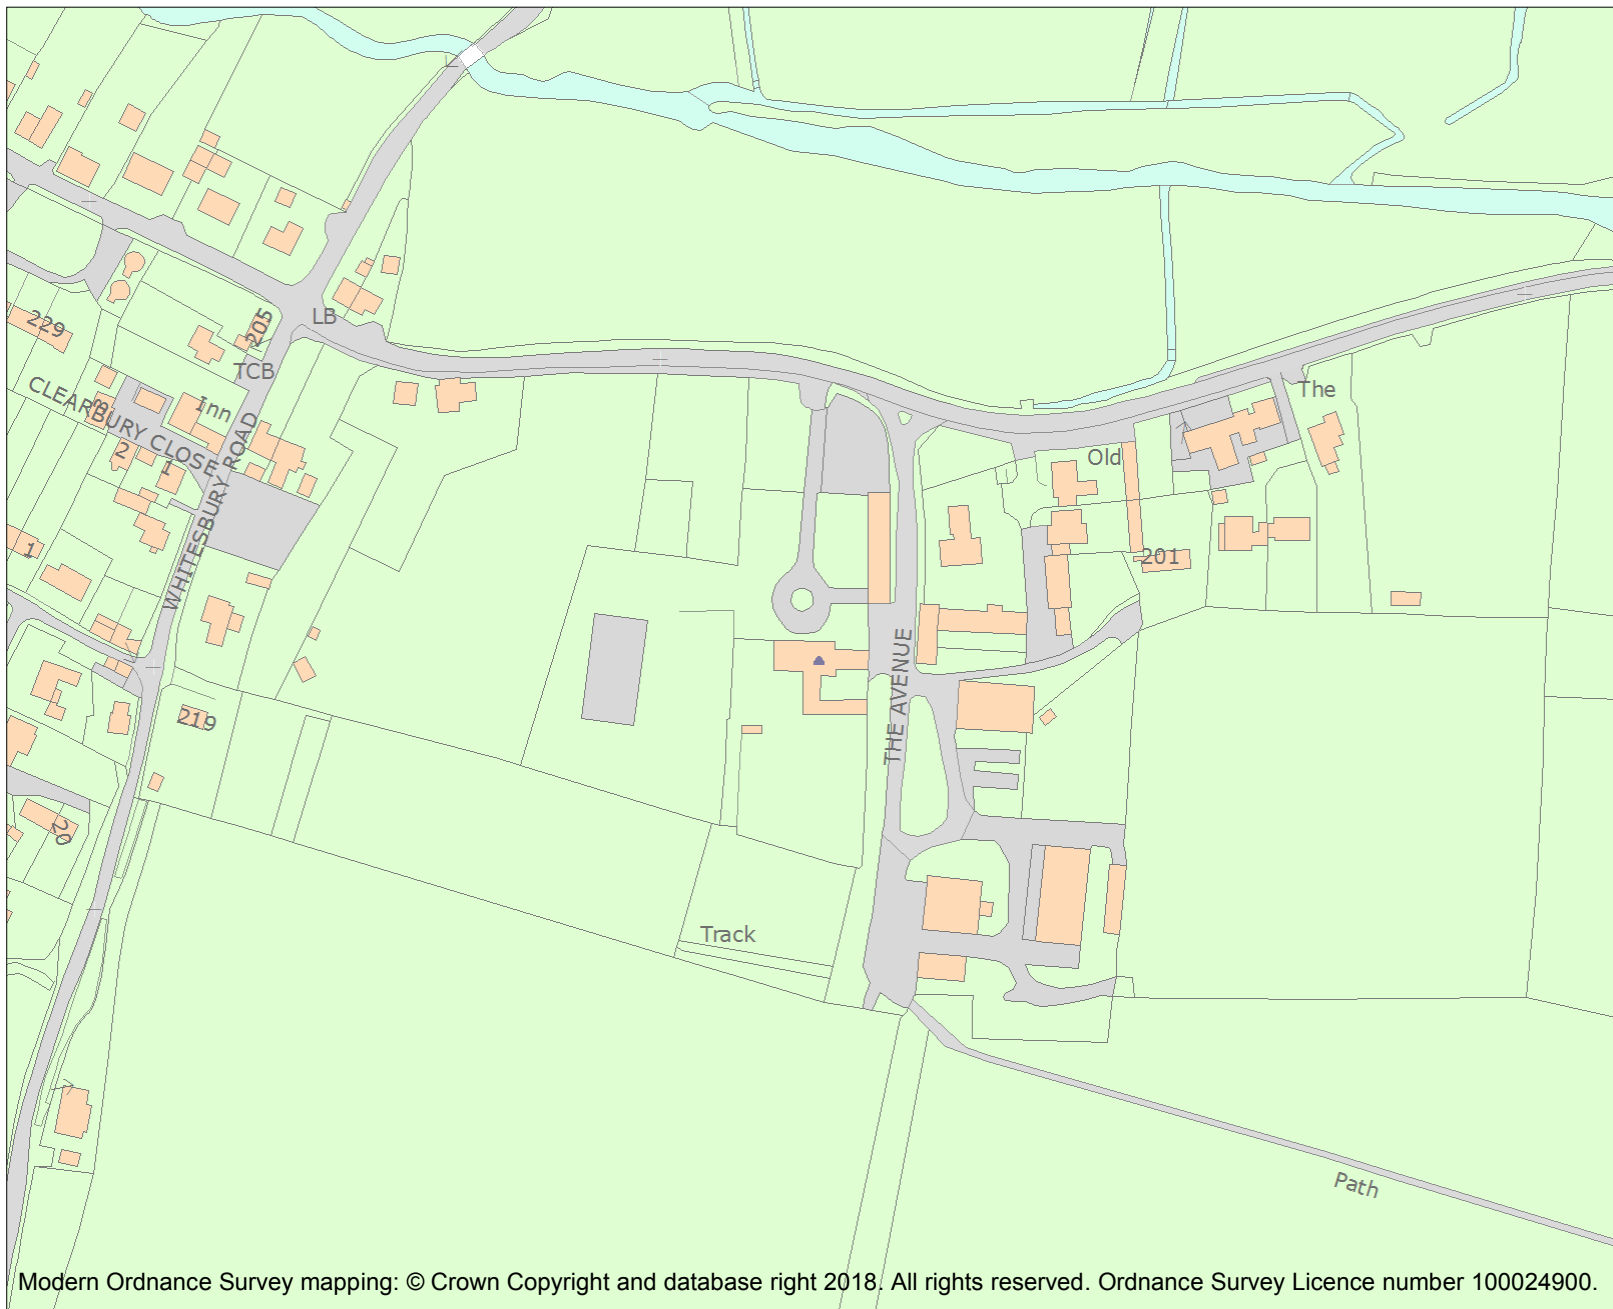 229
205
LB
TCB
Inn
CLEARBURY CLOSE
3
2
1
WHITESBURY ROAD
1
The
Old
201
THE AVENUE
219
20
Track
Path
Modern Ordnance Survey mapping: © Crown Copyright and database right 2018. All rights reserved. Ordnance Survey Licence number 100024900.